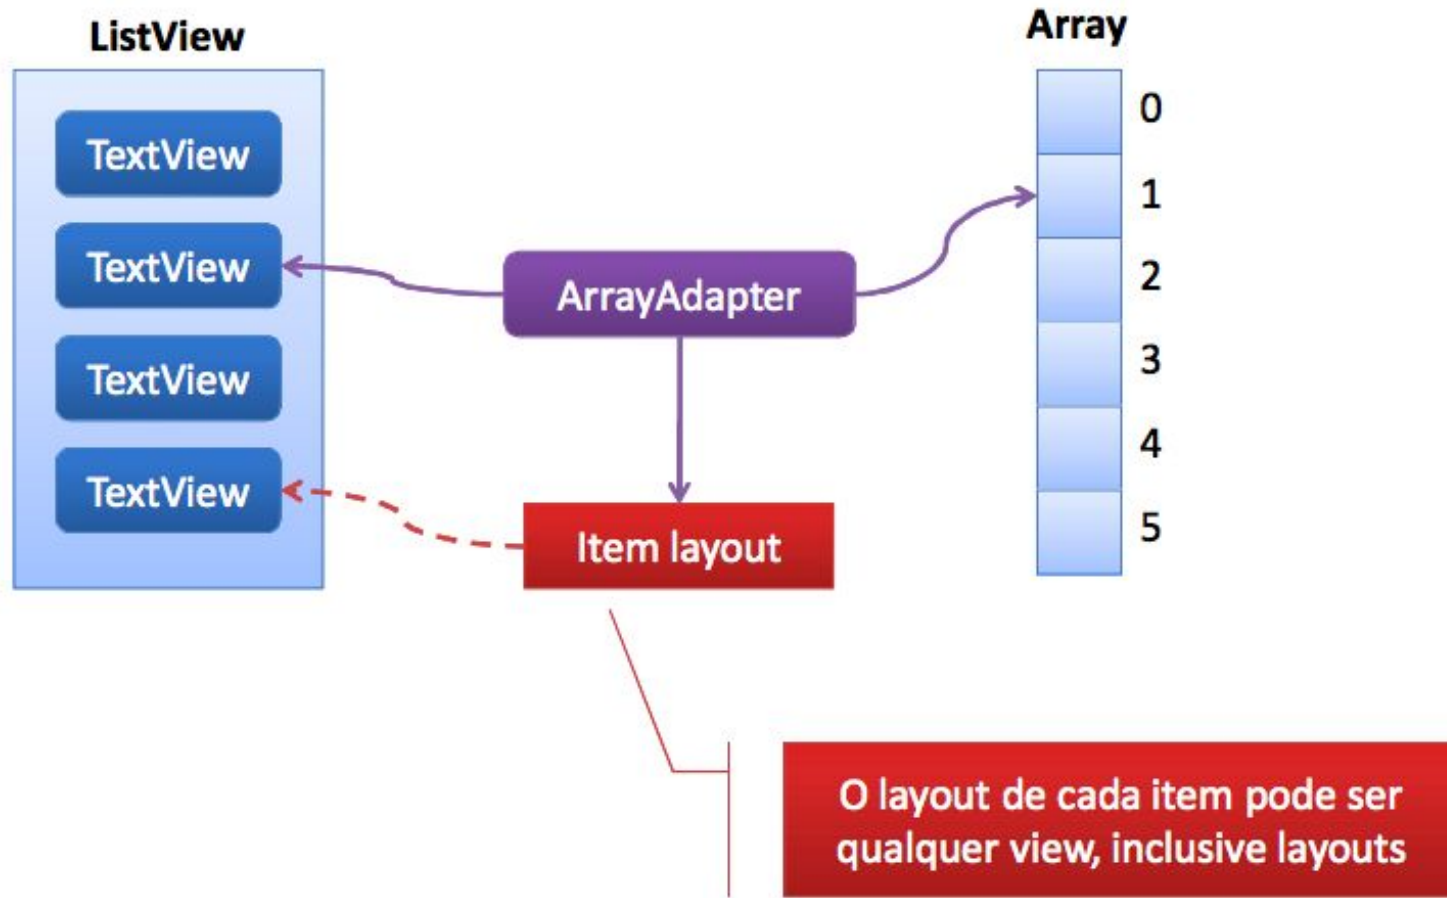 ListView
TextView
TextView
TextView
TextView
ArrayAdapter
Item layout
Array
0
1
2
3
4
5
O layout de cada item pode ser
qualquer view, inclusive layouts